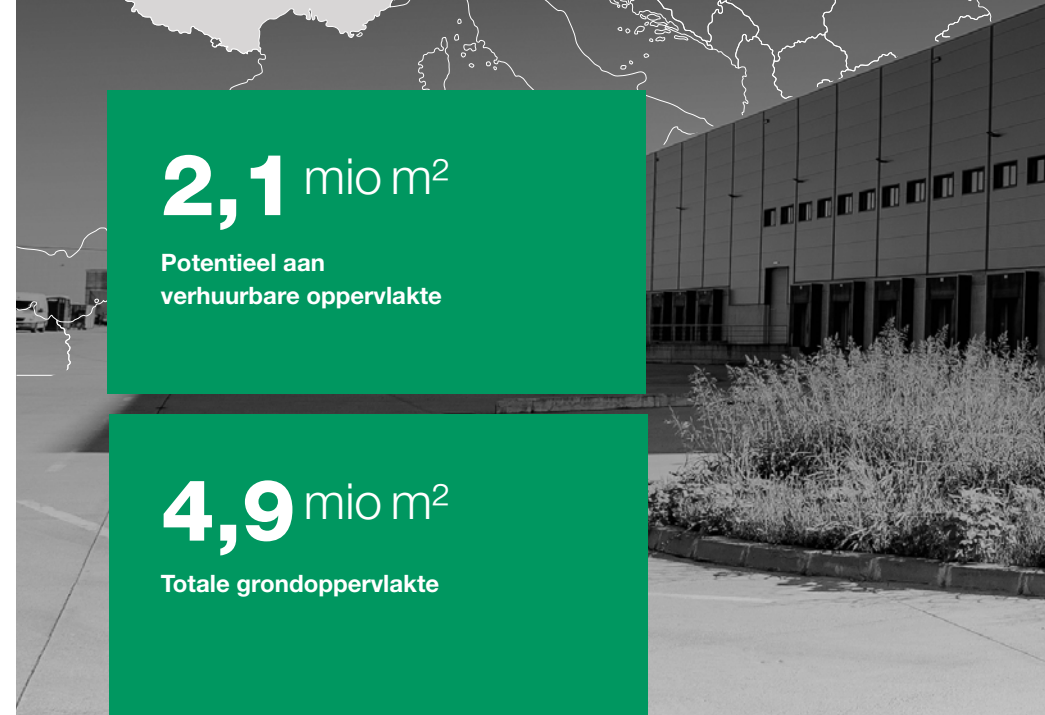 2,1 mio m²
Potentieel aan
verhuurbare oppervlakte
4,9 mio m²
Totale grondoppervlakte